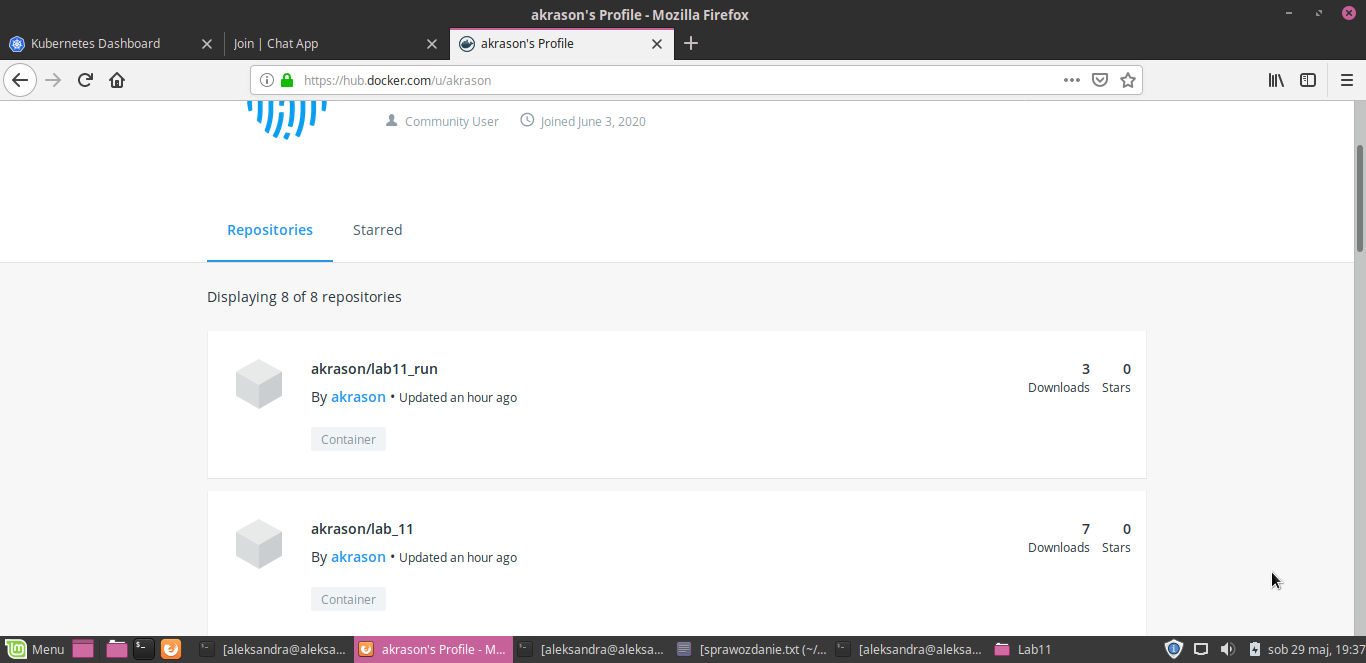 akrason's Profile - Mozilla Firefox
Kubernetes Dashboard
Join | Chat App
akrason's Profile
https://hub.docker.com/u/akrason
Community User
Joined June 3, 2020
Repositories
Starred
Displaying 8 of 8 repositories
akrason/lab11_run
3
0
By akrason • Updated an hour ago
Downloads
Stars
Container
akrason/lab_11
7
0
By akrason • Updated an hour ago
Downloads
Stars
Container
Menu
[aleksandra@aleksa...
akrason's Profile - M...
[aleksandra@aleksa...
[sprawozdanie.txt (~/...
[aleksandra@aleksa...
Lab11
sob 29 maj, 19:37